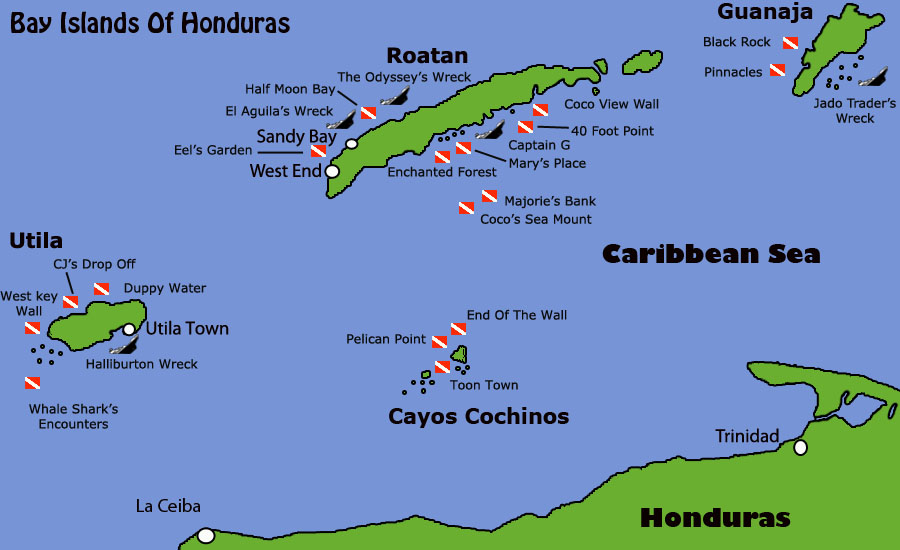 Bay Islands Of Honduras
Guanaja
Black Rock
Pinnacles
Jado Trader's
Wreck
Roatan
The Odyssey's Wreck
Half Moon Bay
El Aguila's Wreck
Sandy Bay
Eel's Garden
West End
Coco View Wall
40 Foot Point
Captain G
Mary's Place
Enchanted Forest
Majorie's Bank
Coco's Sea Mount
Caribbean Sea
Utila
CJ's Drop Off
Duppy Water
West key
Wall
Utila Town
Halliburton Wreck
Whale Shark's
Encounters
End Of The Wall
Pelican Point
Toon Town
Cayos Cochinos
Trinidad
La Ceiba
Honduras